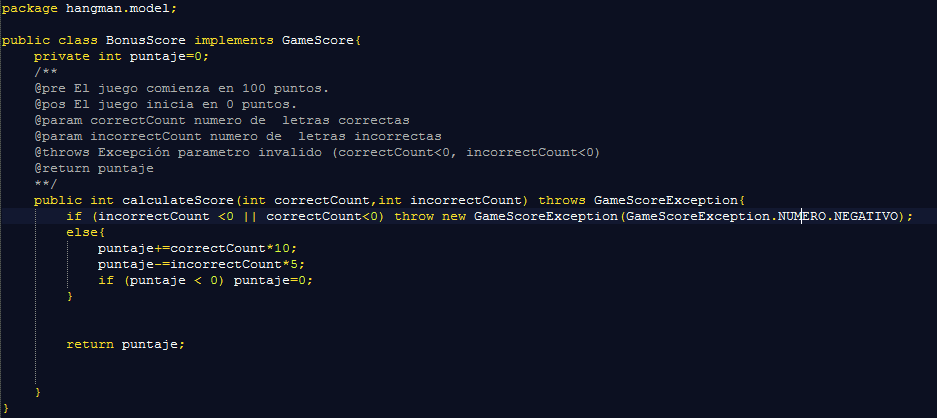 package hangman.model;
public class BonusScore implements GameScore{
private int puntaje=0;
/**
@pre El juego comienza en 100 puntos.
@pos El juego inicia en 0 puntos.
@param correctCount numero de  letras correctas
@param incorrectCount numero de  letras incorrectas
@throws Excepción parametro invalido (correctCount<0, incorrectCount<0)
@return puntaje
**/
public int calculateScore(int correctCount,int incorrectCount) throws GameScoreException{
if (incorrectCount <0 || correctCount<0) throw new GameScoreException(GameScoreException.NUMERO.NEGATIVO);
else{
puntaje+=correctCount*10;
puntaje-=incorrectCount*5;
if (puntaje < 0) puntaje=0;
}
return puntaje;
}
}